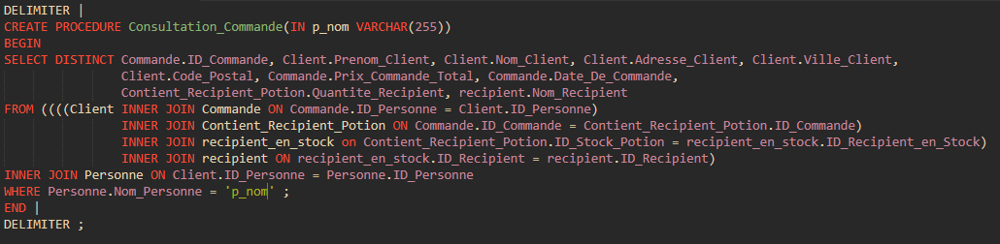 DELIMITER |
CREATE PROCEDURE Consultation_Commande(IN p_nom VARCHAR(255))
BEGIN
SELECT DISTINCT Commande.ID_Commande, Client.Prenom_Client, Client.Nom_Client, Client.Adresse_Client, Client.Ville_Client,
Client.Code_Postal, Commande.Prix_Commande_Total, Commande.Date_De_Commande,
Contient_Recipient_Potion.Quantite_Recipient, recipient.Nom_Recipient
FROM ((((Client INNER JOIN Commande ON Commande.ID_Personne = Client.ID_Personne)
INNER JOIN Contient_Recipient_Potion ON Commande.ID_Commande = Contient_Recipient_Potion.ID_Commande)
INNER JOIN recipient_en_stock on Contient_Recipient_Potion.ID_Stock_Potion = recipient_en_stock.ID_Recipient_en_Stock)
INNER JOIN recipient ON recipient_en_stock.ID_Recipient = recipient.ID_Recipient)
INNER JOIN Personne ON Client.ID_Personne = Personne.ID_Personne
WHERE Personne.Nom_Personne = 'p_nom' ;
END |
DELIMITER ;